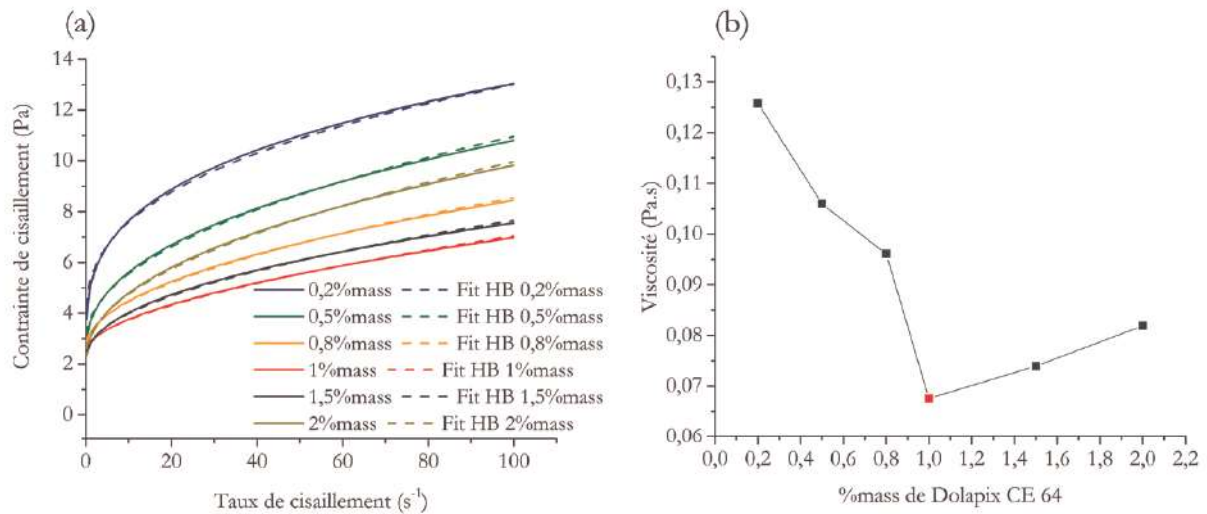 (a)
Contrainte de cisaillement (Pa)
14
12
10
8
6
4
2
0
0,2%mass Fit HB 0,2%mass
0,5%mass Fit HB 0,5%mass
0,8%mass Fit HB 0,8%mass
1%mass Fit HB 1%mass
1,5%mass Fit HB 1,5%mass
2%mass Fit HB 2%mass
0 20 40 60 80 100
Taux de cisaillement (s⁻¹)
(b)
Viscosité (Pa.s)
0,13
0,12
0,11
0,10
0,09
0,08
0,07
0,06
0,0 0,2 0,4 0,6 0,8 1,0 1,2 1,4 1,6 1,8 2,0 2,2
%mass de Dolapix CE 64